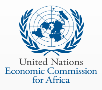 United Nations
Economic Commission
for Africa